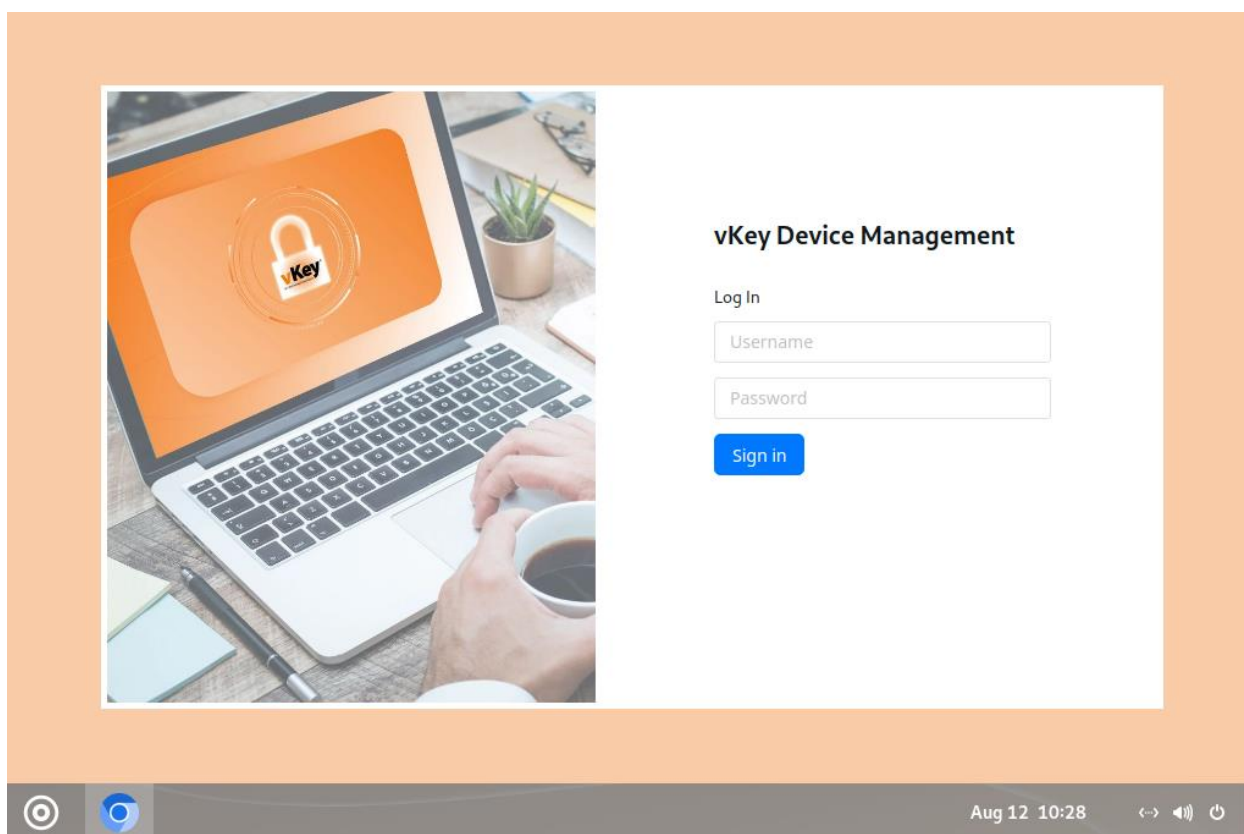 vKey
vKey Device Management
Log In
Username
Password
Sign in
Aug 12 10:28